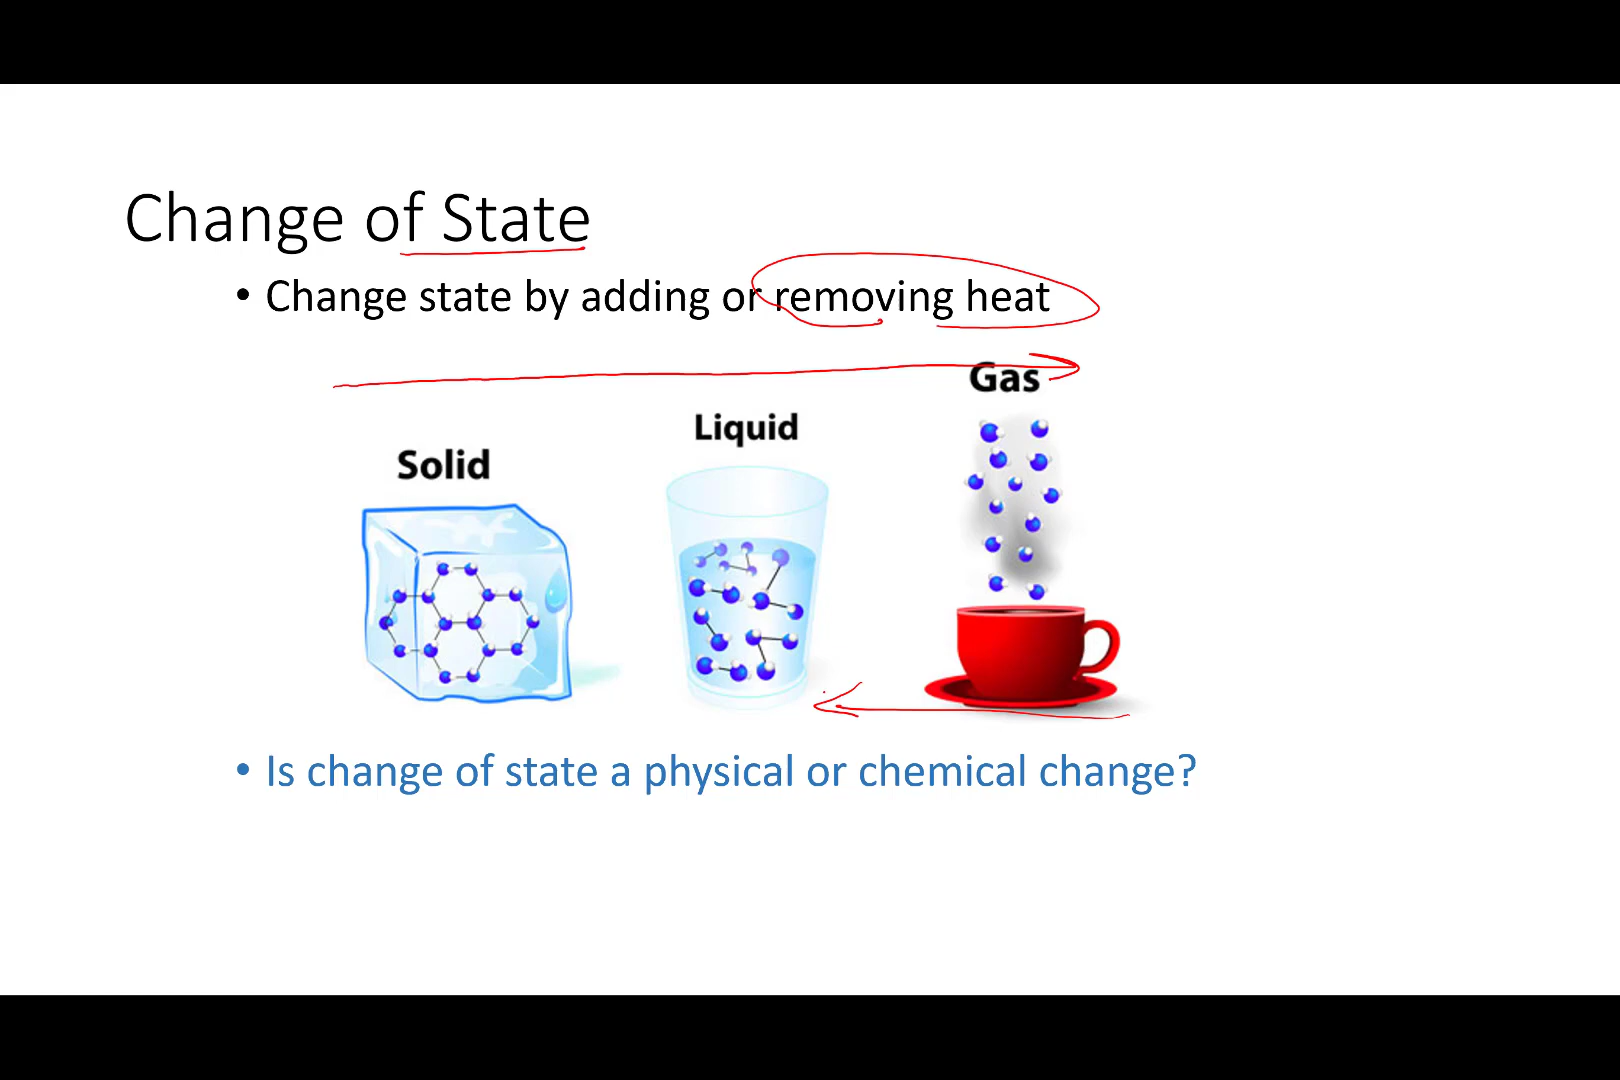 Change of State
• Change state by adding or removing heat
Gas
Liquid
Solid
• Is change of state a physical or chemical change?